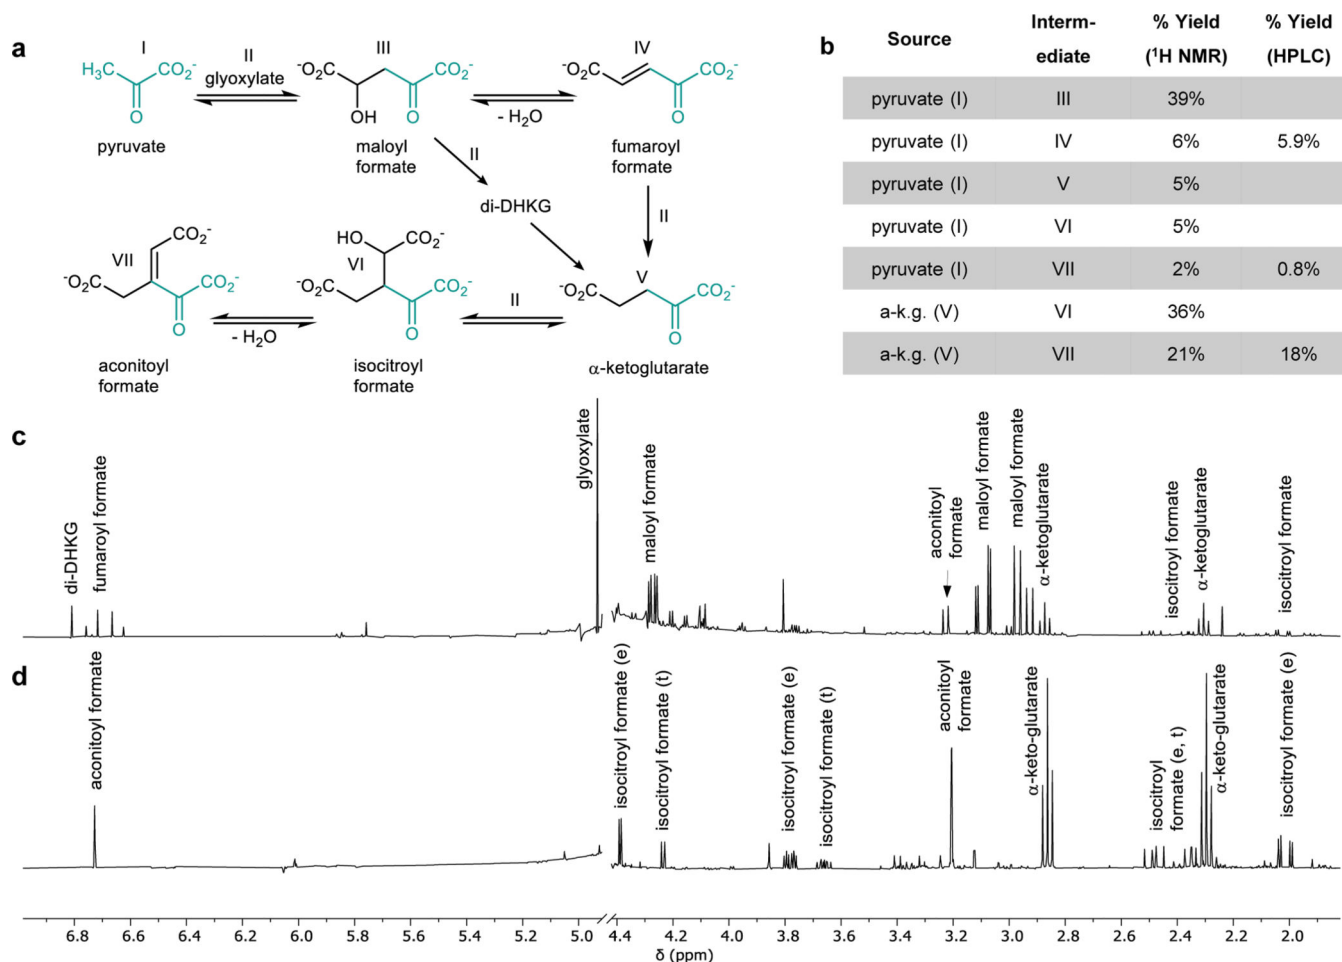 a
I
II
III
IV
H₃C
CO₂⁻
O
glyoxylate
⁻O₂C
OH
CO₂⁻
O
- H₂O
⁻O₂C
CO₂⁻
O
pyruvate
maloyl
formate
fumaroyl
formate
II
di-DHKG
II
VII
CO₂⁻
⁻O₂C
CO₂⁻
O
- H₂O
HO
CO₂⁻
VI
⁻O₂C
CO₂⁻
O
II
V
⁻O₂C
CO₂⁻
O
aconitoyl
formate
isocitroyl
formate
α-ketoglutarate
b
Source Interm-ediate % Yield (¹H NMR) % Yield (HPLC)
pyruvate (I) III 39%
pyruvate (I) IV 6% 5.9%
pyruvate (I) V 5%
pyruvate (I) VI 5%
pyruvate (I) VII 2% 0.8%
a-k.g. (V) VI 36%
a-k.g. (V) VII 21% 18%
c
di-DHKG
fumaroyl formate
glyoxylate
maloyl formate
aconitoyl
formate
maloyl formate
maloyl formate
α-ketoglutarate
isocitroyl formate
α-ketoglutarate
isocitroyl formate
d
aconitoyl formate
isocitroyl formate (e)
isocitroyl formate (t)
isocitroyl formate (e)
isocitroyl formate (t)
aconitoyl
formate
α-keto-glutarate
isocitroyl
formate (e, t)
α-keto-glutarate
isocitroyl formate (e)
6.8 6.6 6.4 6.2 6.0 5.8 5.6 5.4 5.2 5.0 4.4 4.2 4.0 3.8 3.6 3.4 3.2 3.0 2.8 2.6 2.4 2.2 2.0
δ (ppm)